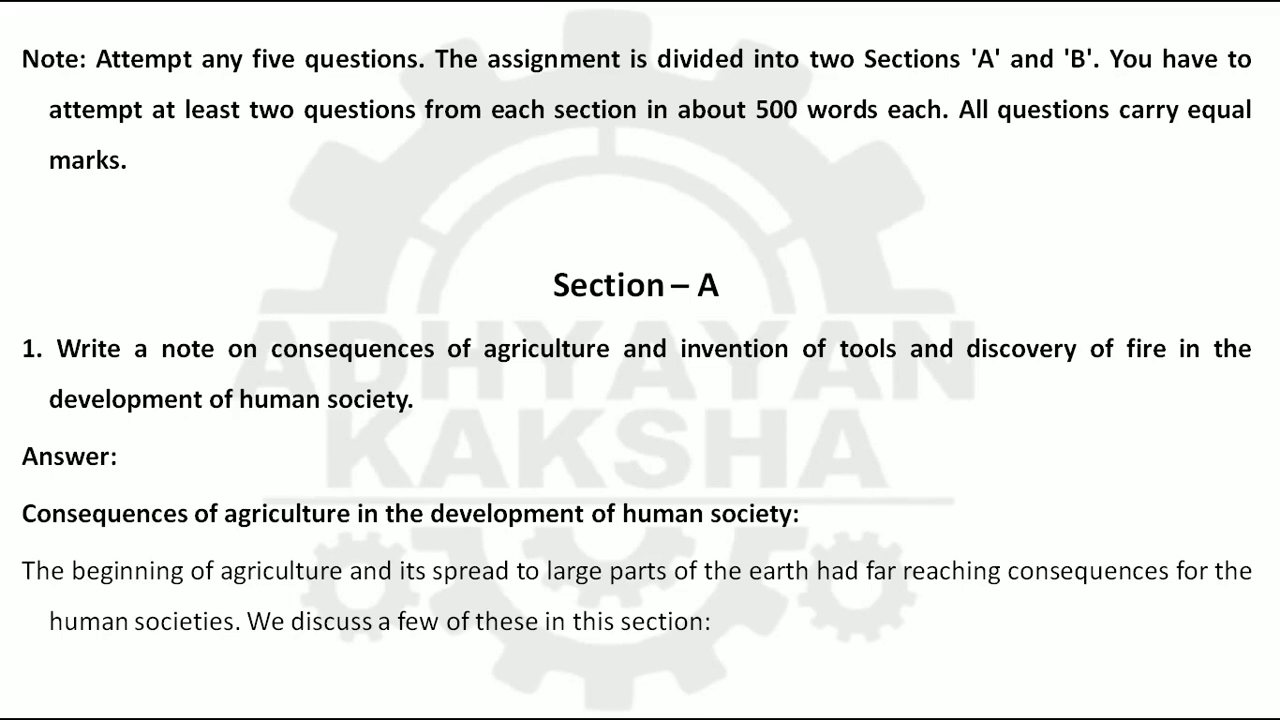 Note: Attempt any five questions. The assignment is divided into two Sections 'A' and 'B'. You have to
attempt at least two questions from each section in about 500 words each. All questions carry equal
marks.
Section – A
1. Write a note on consequences of agriculture and invention of tools and discovery of fire in the
development of human society.
Answer:
Consequences of agriculture in the development of human society:
The beginning of agriculture and its spread to large parts of the earth had far reaching consequences for the
human societies. We discuss a few of these in this section:
ADHYAYAN
KAKSHA